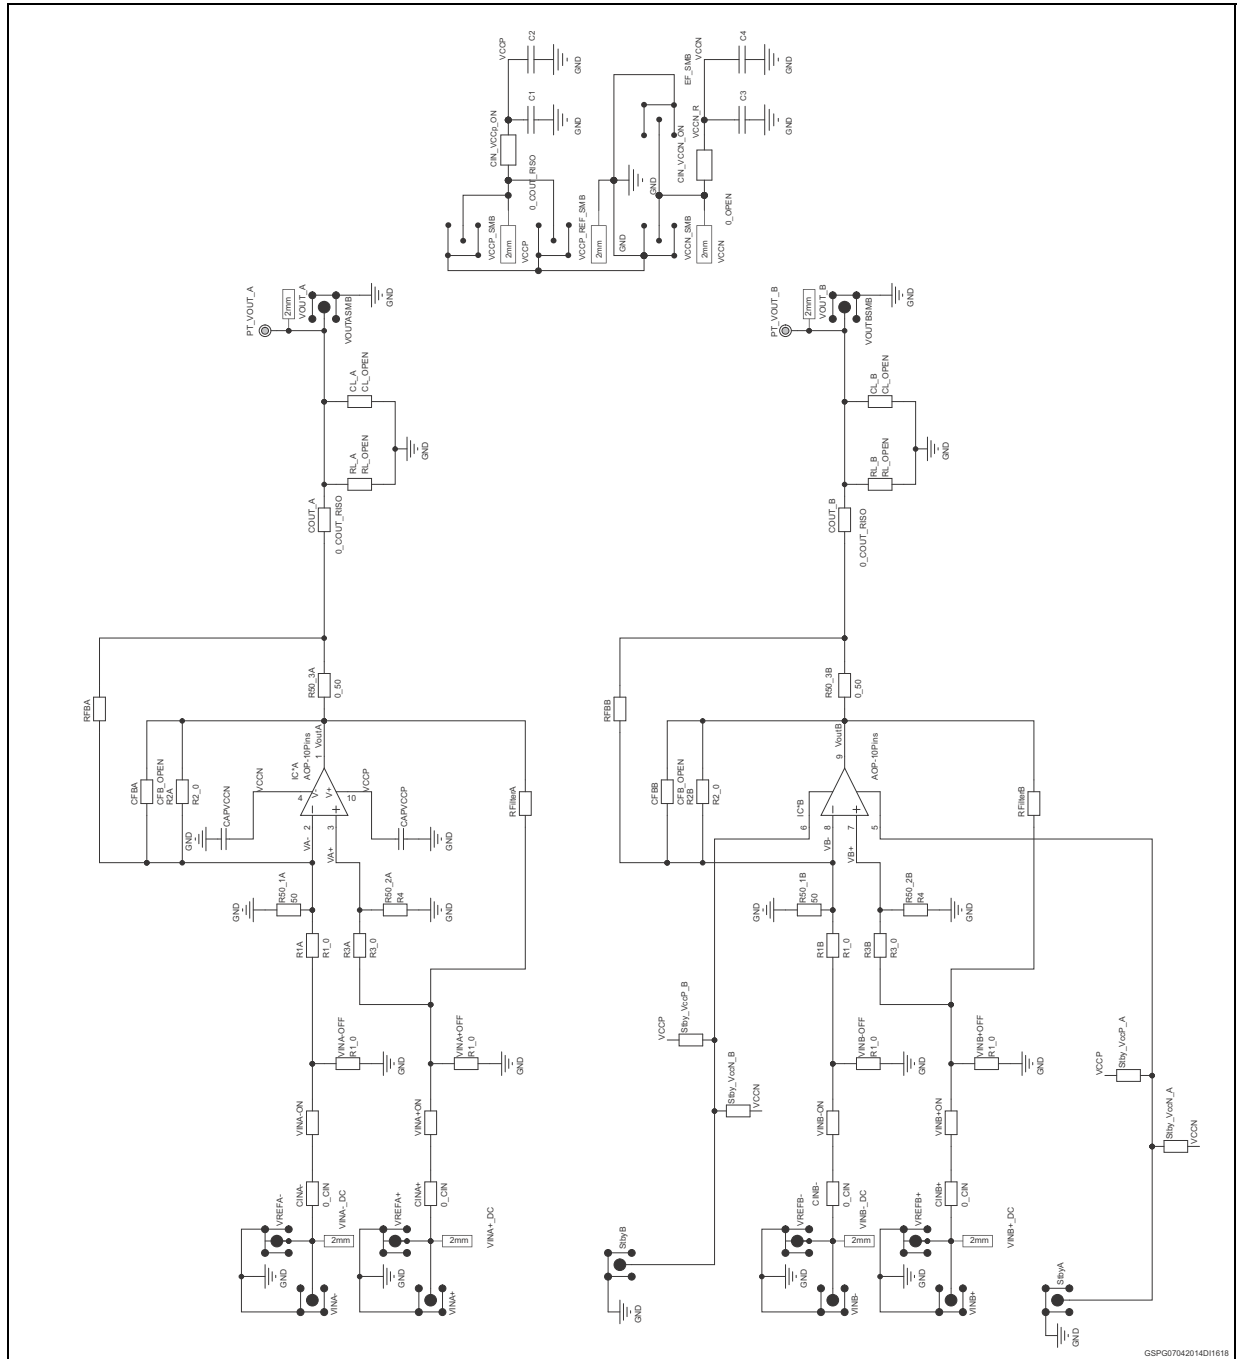 VCCP
C2
GND
CIN_VCCp_ON
C1
GND
0_COUT_RISO
VCCP_SMB
2mm
VCCP
VCCP_REF_SMB
2mm
GND
GND
EF_SMB
VCCN
C4
GND
VCCN_R
C3
GND
CIN_VCCN_ON
0_OPEN
VCCN_SMB
2mm
VCCN
PT_VOUT_A
2mm
VOUT_A
VOUTASMB
GND
CL_A
CL_OPEN
RL_A
RL_OPEN
GND
COUT_A
0_COUT_RISO
PT_VOUT_B
2mm
VOUT_B
VOUTBSMB
GND
CL_B
CL_OPEN
RL_B
RL_OPEN
GND
COUT_B
0_COUT_RISO
RFBA
R50_3A
0_50
CFBA
CFB_OPEN
R2A
R2_0
VCCN
IC*A
AOP-10Pins
VoutA
1
V-
V+
4
10
2
3
VA-
VA+
GND
CAPVCCN
VCCP
CAPVCCP
GND
RFilterA
GND
R50_1A
50
R50_2A
R4
GND
R1A
R1_0
R3A
R3_0
VINA-OFF
R1_0
GND
VINA+OFF
R1_0
GND
VINA-ON
VINA+ON
CINA-
0_CIN
CINA+
0_CIN
VREFA-
VINA-_DC
2mm
GND
VINA-
VREFA+
VINA+_DC
2mm
GND
VINA+
RFBB
R50_3B
0_50
CFBB
CFB_OPEN
R2B
R2_0
IC*B
AOP-10Pins
VoutB
9
6
8
7
5
VB-
VB+
RFilterB
GND
R50_1B
50
R50_2B
R4
GND
R1B
R1_0
R3B
R3_0
VCCP
Stby_VccP_B
Stby_VccN_B
VCCN
VINB-OFF
R1_0
GND
VINB+OFF
R1_0
GND
VCCP
Stby_VccP_A
Stby_VccN_A
VCCN
VINB-ON
VINB+ON
CINB-
0_CIN
CINB+
0_CIN
StbyB
GND
VREFB-
VINB-_DC
2mm
GND
VINB-
VREFB+
VINB+_DC
2mm
GND
VINB+
StbyA
GND
GSPG07042014DI1618